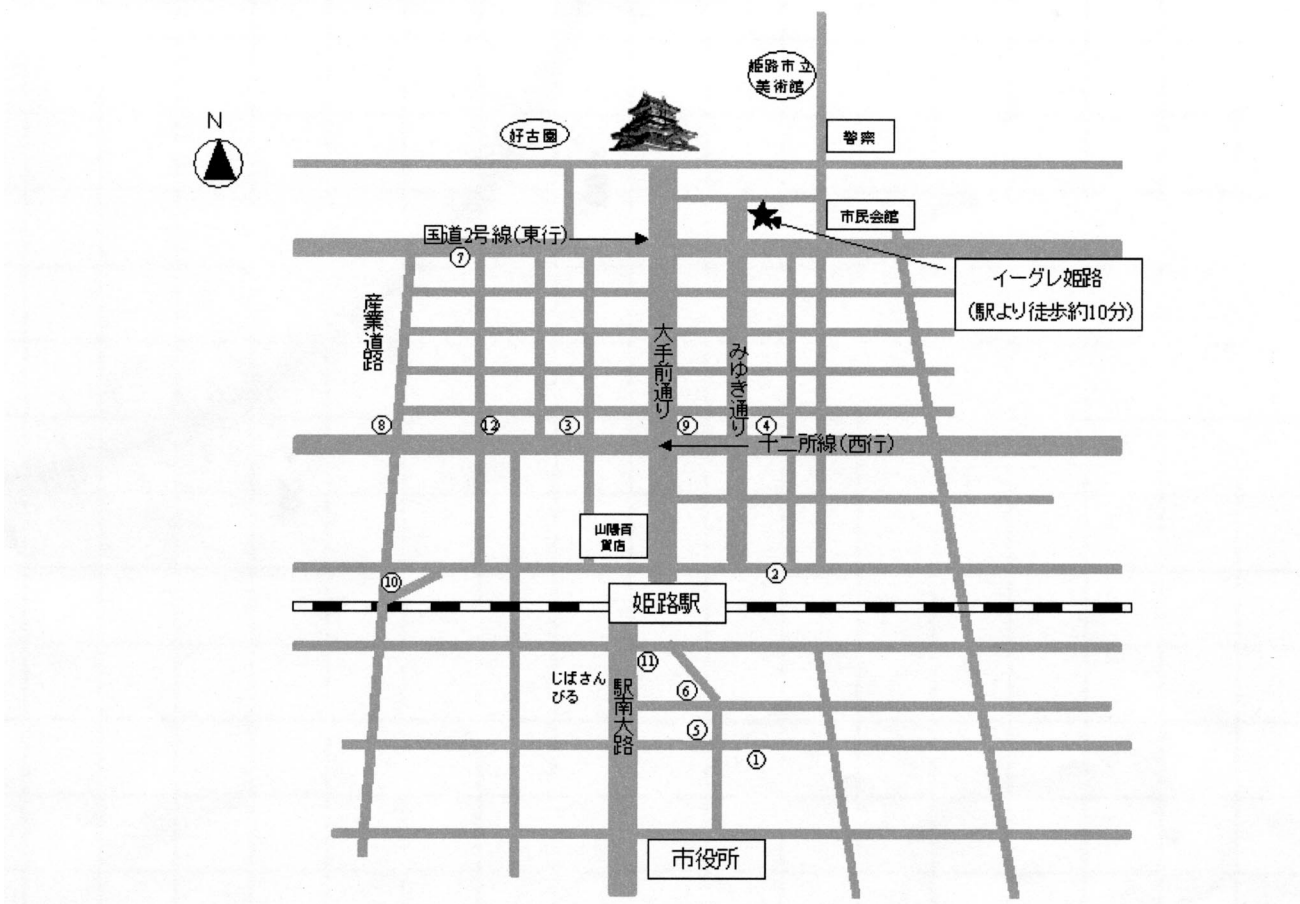 姫路市立
美術館
N
好古園
警察
市民会館
国道2号線(東行)
⑦
イーグレ姫路
(駅より徒歩約10分)
産業道路
大手前通り
みゆき通り
⑧
⑫
③
⑨
④
十二所線(西行)
山陽百
貨店
②
⑩
姫路駅
⑪
じばさん
びる
⑥
駅南大路
⑤
①
市役所